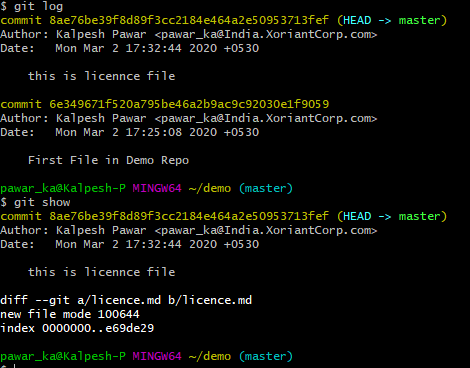 $ git log
commit 8ae76be39f8d89f3cc2184e464a2e50953713fef (HEAD -> master)
Author: Kalpesh Pawar <pawar_ka@India.XoriantCorp.com>
Date:   Mon Mar 2 17:32:44 2020 +0530

    this is licennce file

commit 6e349671f520a795be46a2b9ac9c92030e1f9059
Author: Kalpesh Pawar <pawar_ka@India.XoriantCorp.com>
Date:   Mon Mar 2 17:25:08 2020 +0530

    First File in Demo Repo

pawar_ka@Kalpesh-P MINGW64 ~/demo (master)
$ git show
commit 8ae76be39f8d89f3cc2184e464a2e50953713fef (HEAD -> master)
Author: Kalpesh Pawar <pawar_ka@India.XoriantCorp.com>
Date:   Mon Mar 2 17:32:44 2020 +0530

    this is licennce file

diff --git a/licence.md b/licence.md
new file mode 100644
index 0000000..e69de29

pawar_ka@Kalpesh-P MINGW64 ~/demo (master)
$